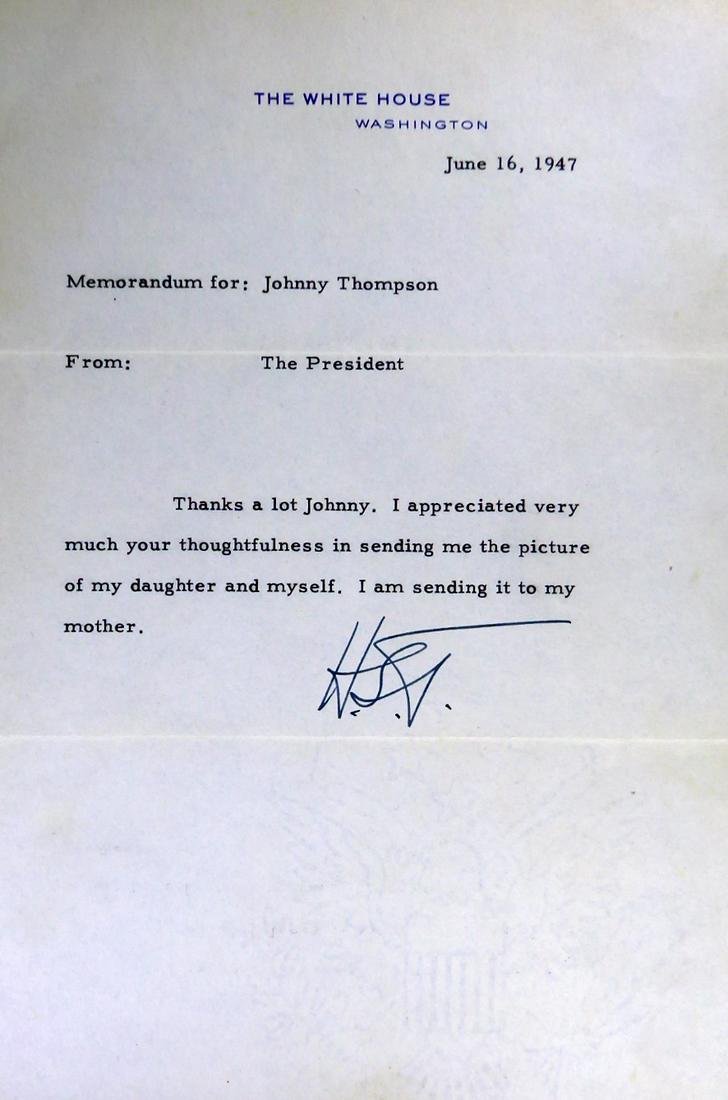 THE WHITE HOUSE
WASHINGTON
June 16, 1947
Memorandum for: Johnny Thompson
From: The President
Thanks a lot Johnny. I appreciated very
much your thoughtfulness in sending me the picture
of my daughter and myself. I am sending it to my
mother.
H.S.T.